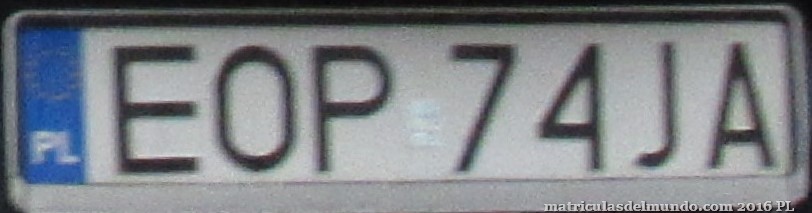 PL EOP 74JA
matriculasdelmundo.com 2016 PL